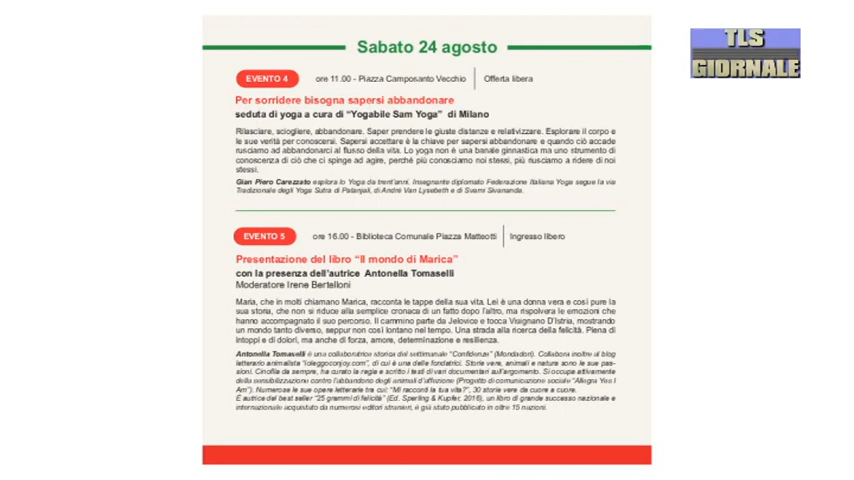 TLS
GIORNALE
Sabato 24 agosto
EVENTO 4 ore 11.00 - Piazza Camposanto Vecchio Offerta libera
Per sorridere bisogna sapersi abbandonare
seduta di yoga a cura di “Yogabile Sam Yoga” di Milano
Rilasciare, sciogliere, abbandonare. Saper prendere le giuste distanze e relativizzare. Esplorare il corpo e
le sue verità per conoscersi. Sapersi accettare è la chiave per sapersi abbandonare e quando ciò accade
riusciamo ad abbandonarci al flusso della vita. Lo yoga non è una banale ginnastica ma uno strumento di
conoscenza di ciò che ci spinge ad agire, perché più conosciamo noi stessi, più riusciamo a ridere di noi
stessi.
Gian Piero Carezzato esplora lo Yoga da trent'anni. Insegnante diplomato Federazione Italiana Yoga segue la via
Tradizionale degli Yoga Sutra di Patanjali, di André Van Lysebeth e di Svami Sivananda.
EVENTO 5 ore 16.00 - Biblioteca Comunale Piazza Matteotti Ingresso libero
Presentazione del libro “Il mondo di Marica”
con la presenza dell'autrice Antonella Tomaselli
Moderatore Irene Bertelloni
Maria, che in molti chiamano Marica, racconta le tappe della sua vita. Lei è una donna vera e così pure la
sua storia, che non si riduce alla semplice cronaca di un fatto dopo l'altro, ma rispolvera le emozioni che
hanno accompagnato il suo percorso. Il cammino parte da Jelovice e tocca Visignano D'Istria, mostrando
un mondo tanto diverso, seppur non così lontano nel tempo. Una strada alla ricerca della felicità. Piena di
intoppi e di dolori, ma anche di forza, amore, determinazione e resilienza.
Antonella Tomaselli è una collaboratrice storica del settimanale “Confidenze” (Mondadori). Collabora inoltre al blog
letterario animalista “ioleggoconjoy.com”, di cui è una delle fondatrici. Storie vere, animali e natura sono le sue pas-
sioni. Cinofila da sempre, ha curato la regia e scritto i testi di vari documentari sull'argomento. Si occupa attivamente
della sensibilizzazione contro l'abbandono degli animali d'affezione (Progetto di comunicazione sociale “Allegra Yes I
Am”). Numerose le sue opere letterarie tra cui: “Mi racconti la tua vita?”, 30 storie vere da cuore a cuore.
È autrice del best seller “25 grammi di felicità” (Ed. Sperling & Kupfer, 2016), un libro di grande successo nazionale e
internazionale acquistato da numerosi editori stranieri, è già stato pubblicato in oltre 15 nazioni.